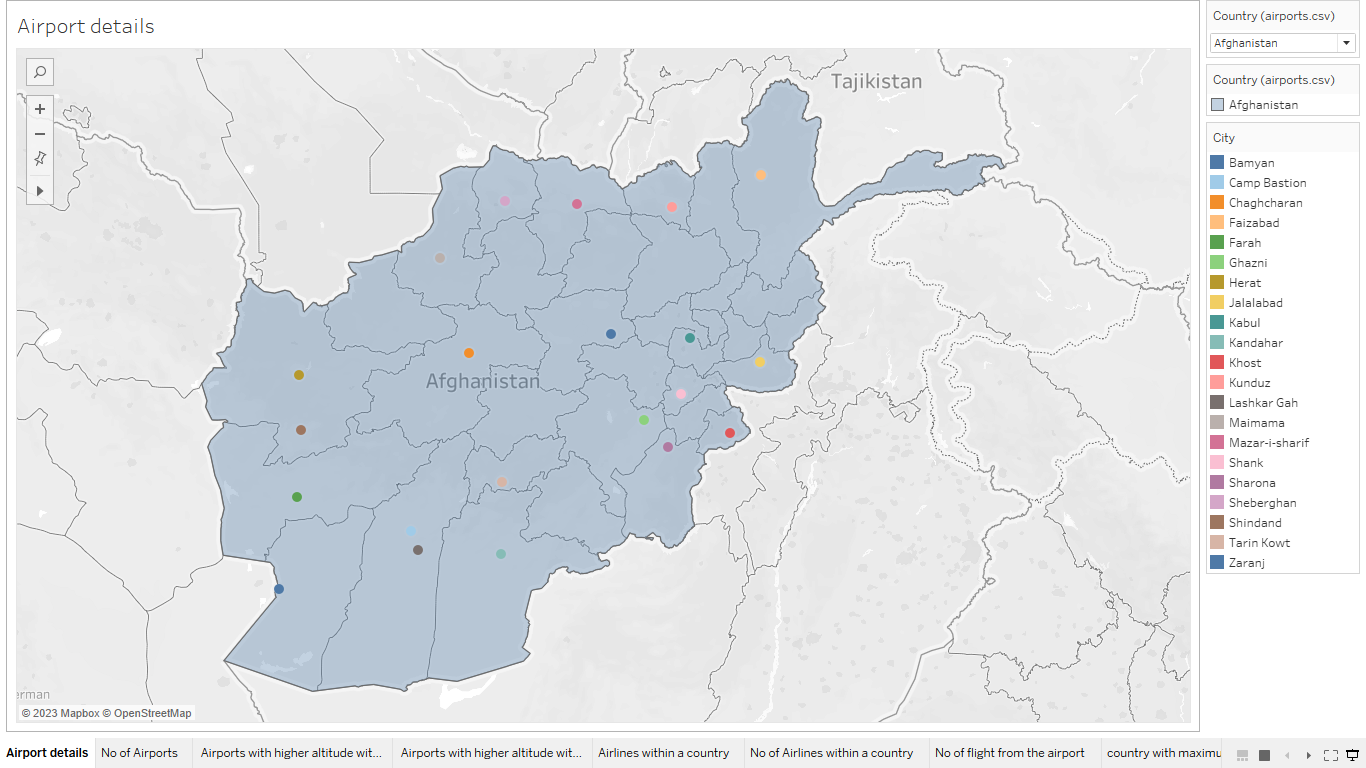 Airport details
Tajikistan
Afghanistan
erman
© 2023 Mapbox © OpenStreetMap
Country (airports.csv)
Afghanistan
Country (airports.csv)
Afghanistan
City
Bamyan
Camp Bastion
Chaghcharan
Faizabad
Farah
Ghazni
Herat
Jalalabad
Kabul
Kandahar
Khost
Kunduz
Lashkar Gah
Maimama
Mazar-i-sharif
Shank
Sharona
Sheberghan
Shindand
Tarin Kowt
Zaranj
Airport details
No of Airports
Airports with higher altitude wit...
Airports with higher altitude wit...
Airlines within a country
No of Airlines within a country
No of flight from the airport
country with maximu